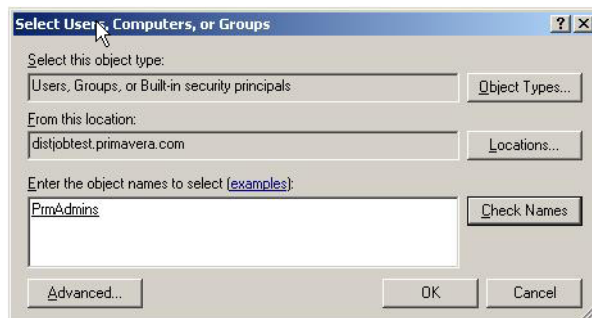 Select Users, Computers, or Groups
Select this object type:
Users, Groups, or Built-in security principals
Object Types...
From this location:
distjobtest.primavera.com
Locations...
Enter the object names to select (examples):
PrmAdmins
Check Names
Advanced...
OK
Cancel